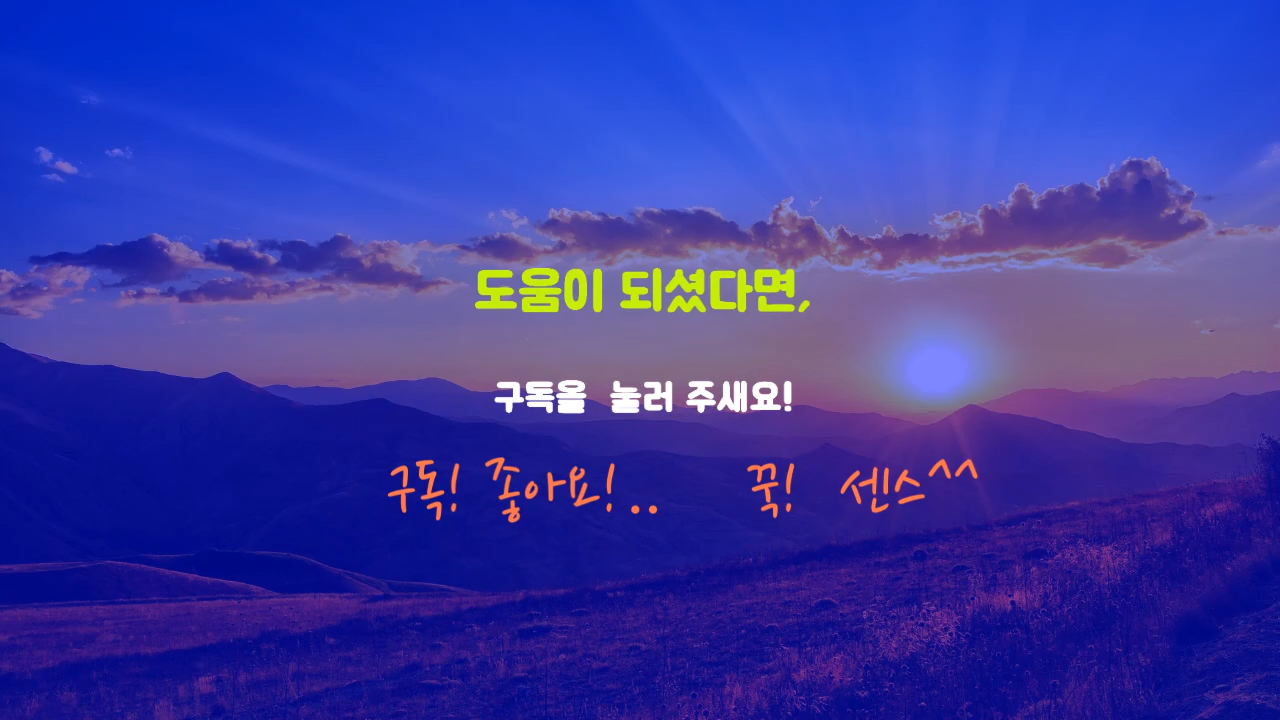 도움이 되셨다면,
구독을 눌러 주새요!
구독! 좋아요!.. 꾹! 센스^^